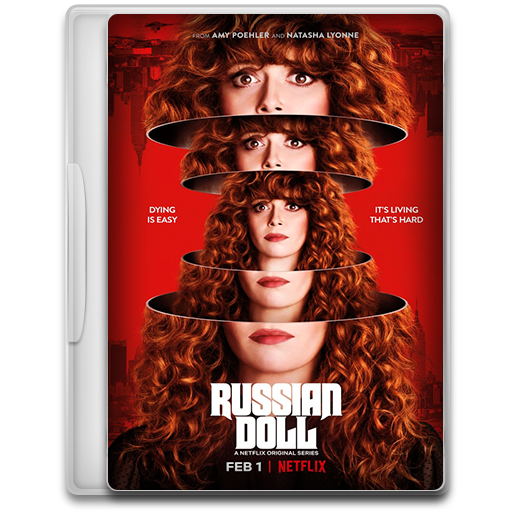 FROM AMY POEHLER AND NATASHA LYONNE
DYING
IS EASY
IT'S LIVING
THAT'S HARD
RUSSIAN
DOLL
A NETFLIX ORIGINAL SERIES
FEB 1 | NETFLIX